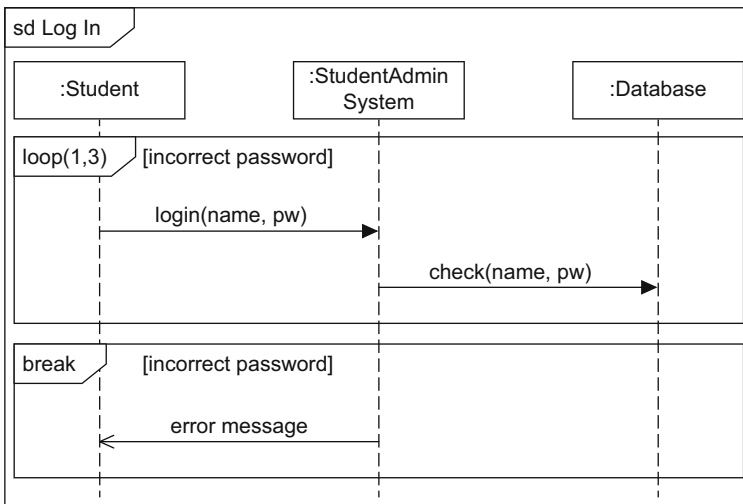 sd Log In
:Student
:StudentAdmin
System
:Database
loop(1,3)
[incorrect password]
login(name, pw)
check(name, pw)
break
[incorrect password]
error message